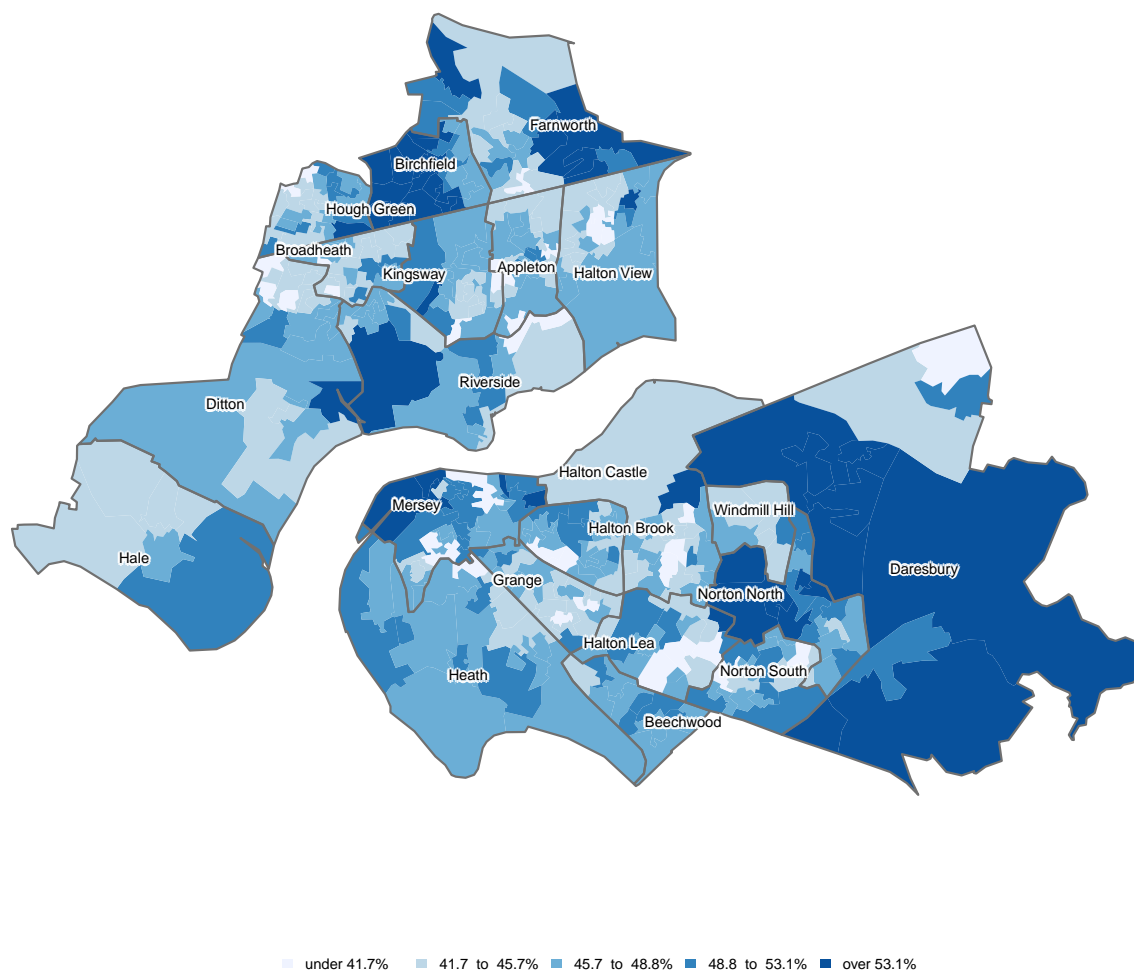 Farnworth
Birchfield
Hough Green
Broadheath
Kingsway
Appleton
Halton View
Riverside
Ditton
Halton Castle
Mersey
Windmill Hill
Halton Brook
Hale
Daresbury
Grange
Norton North
Halton Lea
Heath
Norton South
Beechwood
under 41.7% 41.7 to 45.7% 45.7 to 48.8% 48.8 to 53.1% over 53.1%